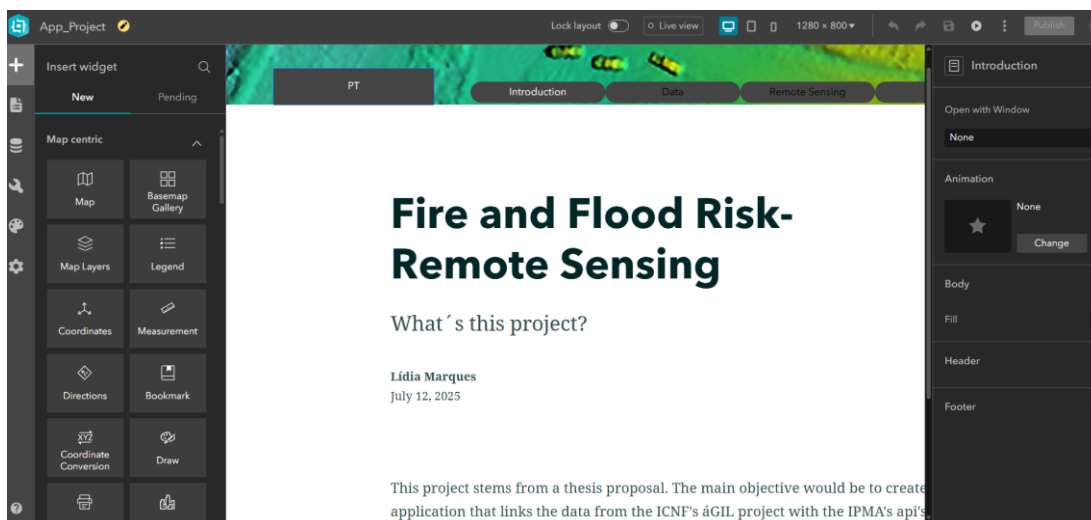 App_Project
Lock layout
Live view
1280 × 800
Publish
Insert widget
New
Pending
Map centric
Map
Basemap
Gallery
Map Layers
Legend
Coordinates
Measurement
Directions
Bookmark
XYZ
Coordinate
Conversion
Draw
PT
Introduction
Data
Remote Sensing
Fire and Flood Risk-
Remote Sensing
What´s this project?
Lídia Marques
July 12, 2025
This project stems from a thesis proposal. The main objective would be to create
application that links the data from the ICNF's áGIL project with the IPMA's api's
Introduction
Open with Window
None
Animation
None
Change
Body
Fill
Header
Footer